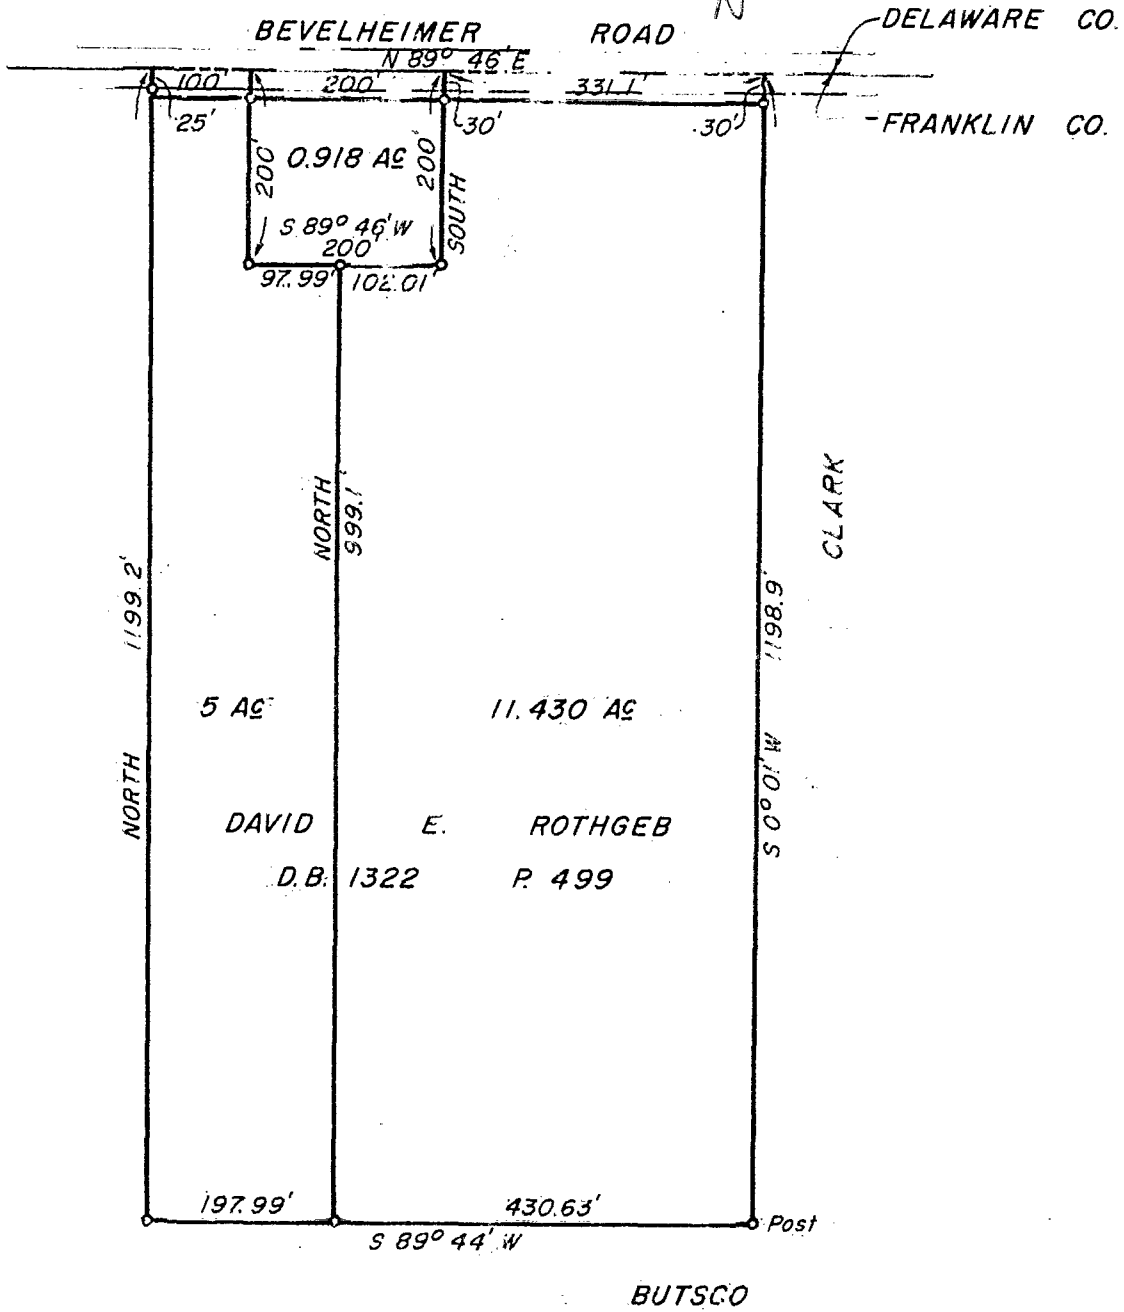 N
DELAWARE CO.
BEVELHEIMER ROAD
N 89° 46' E
100' 200' 331.1'
25' 30' 30'
FRANKLIN CO.
0.918 Ac
200' 200'
SOUTH
S 89° 46' W
200'
97.99' 102.01'
NORTH
999.1'
CLARK
1199.2'
NORTH
1198.9'
S 0° 10' W
5 Ac 11.430 Ac
DAVID E. ROTHGEB
D.B. 1322 P. 499
197.99' 430.63'
Post
S 89° 44' W
BUTSCO